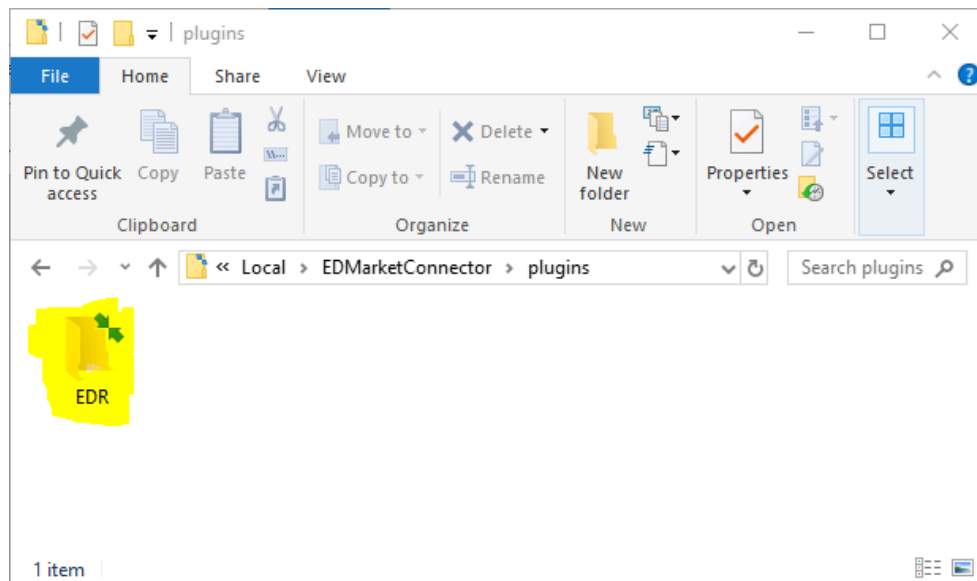 plugins
File Home Share View
Pin to Quick access
Copy
Paste
W...
Clipboard
Move to
Copy to
Delete
Rename
Organize
New folder
New
Properties
Open
Select
« Local > EDMarketConnector > plugins
Search plugins
EDR
1 item